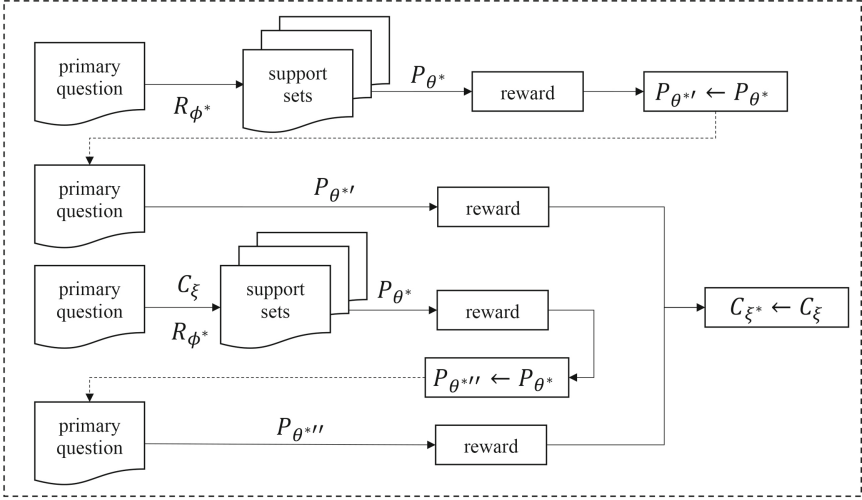 primary
question
R_{ϕ*}
support
sets
P_{θ*}
reward
P_{θ*′} ← P_{θ*}
primary
question
P_{θ*′}
reward
primary
question
C_ξ
R_{ϕ*}
support
sets
P_{θ*}
reward
C_{ξ*} ← C_ξ
P_{θ*′′} ← P_{θ*}
primary
question
P_{θ*′′}
reward